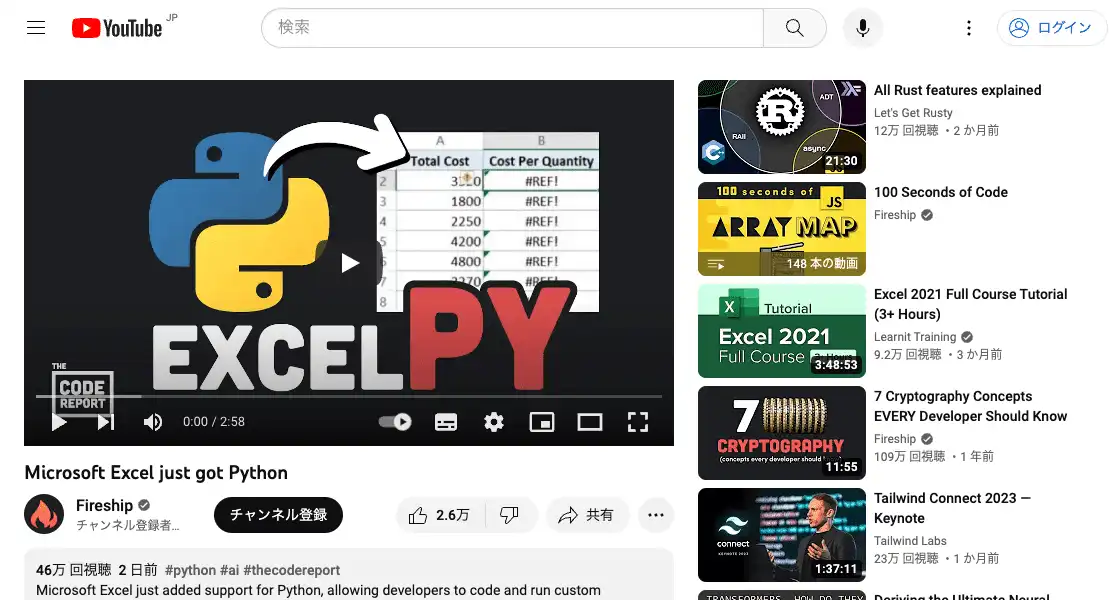 YouTube JP
検索
ログイン
A B
Total Cost Cost Per Quantity
2 #REF!
3 1800 #REF!
4 2250 #REF!
5 4200 #REF!
6 4800 #REF!
7 3270 #REF!
8
EXCELPY
THE
CODE
REPORT
0:00 / 2:58
Microsoft Excel just got Python
Fireship
チャンネル登録者...
チャンネル登録
2.6万
共有
46万 回視聴 2 日前 #python #ai #thecodereport
Microsoft Excel just added support for Python, allowing developers to code and run custom
RAII
ADT
async
21:30
All Rust features explained
Let's Get Rusty
12万 回視聴 ・2 か月前
100 seconds of
JS
ARRAY MAP
148 本の動画
100 Seconds of Code
Fireship
X Tutorial
Excel 2021
Full Course
3:48:53
Excel 2021 Full Course Tutorial
(3+ Hours)
Learnit Training
9.2万 回視聴 ・3 か月前
7
CRYPTOGRAPHY
(concepts every developer should know)
11:55
7 Cryptography Concepts
EVERY Developer Should Know
Fireship
109万 回視聴 ・1 年前
connect
KEYNOTE 2023
1:37:11
Tailwind Connect 2023 —
Keynote
Tailwind Labs
23万 回視聴 ・1 か月前
TRANSFORMERS, HOW DO THEY
Deriving the Ultimate Neural